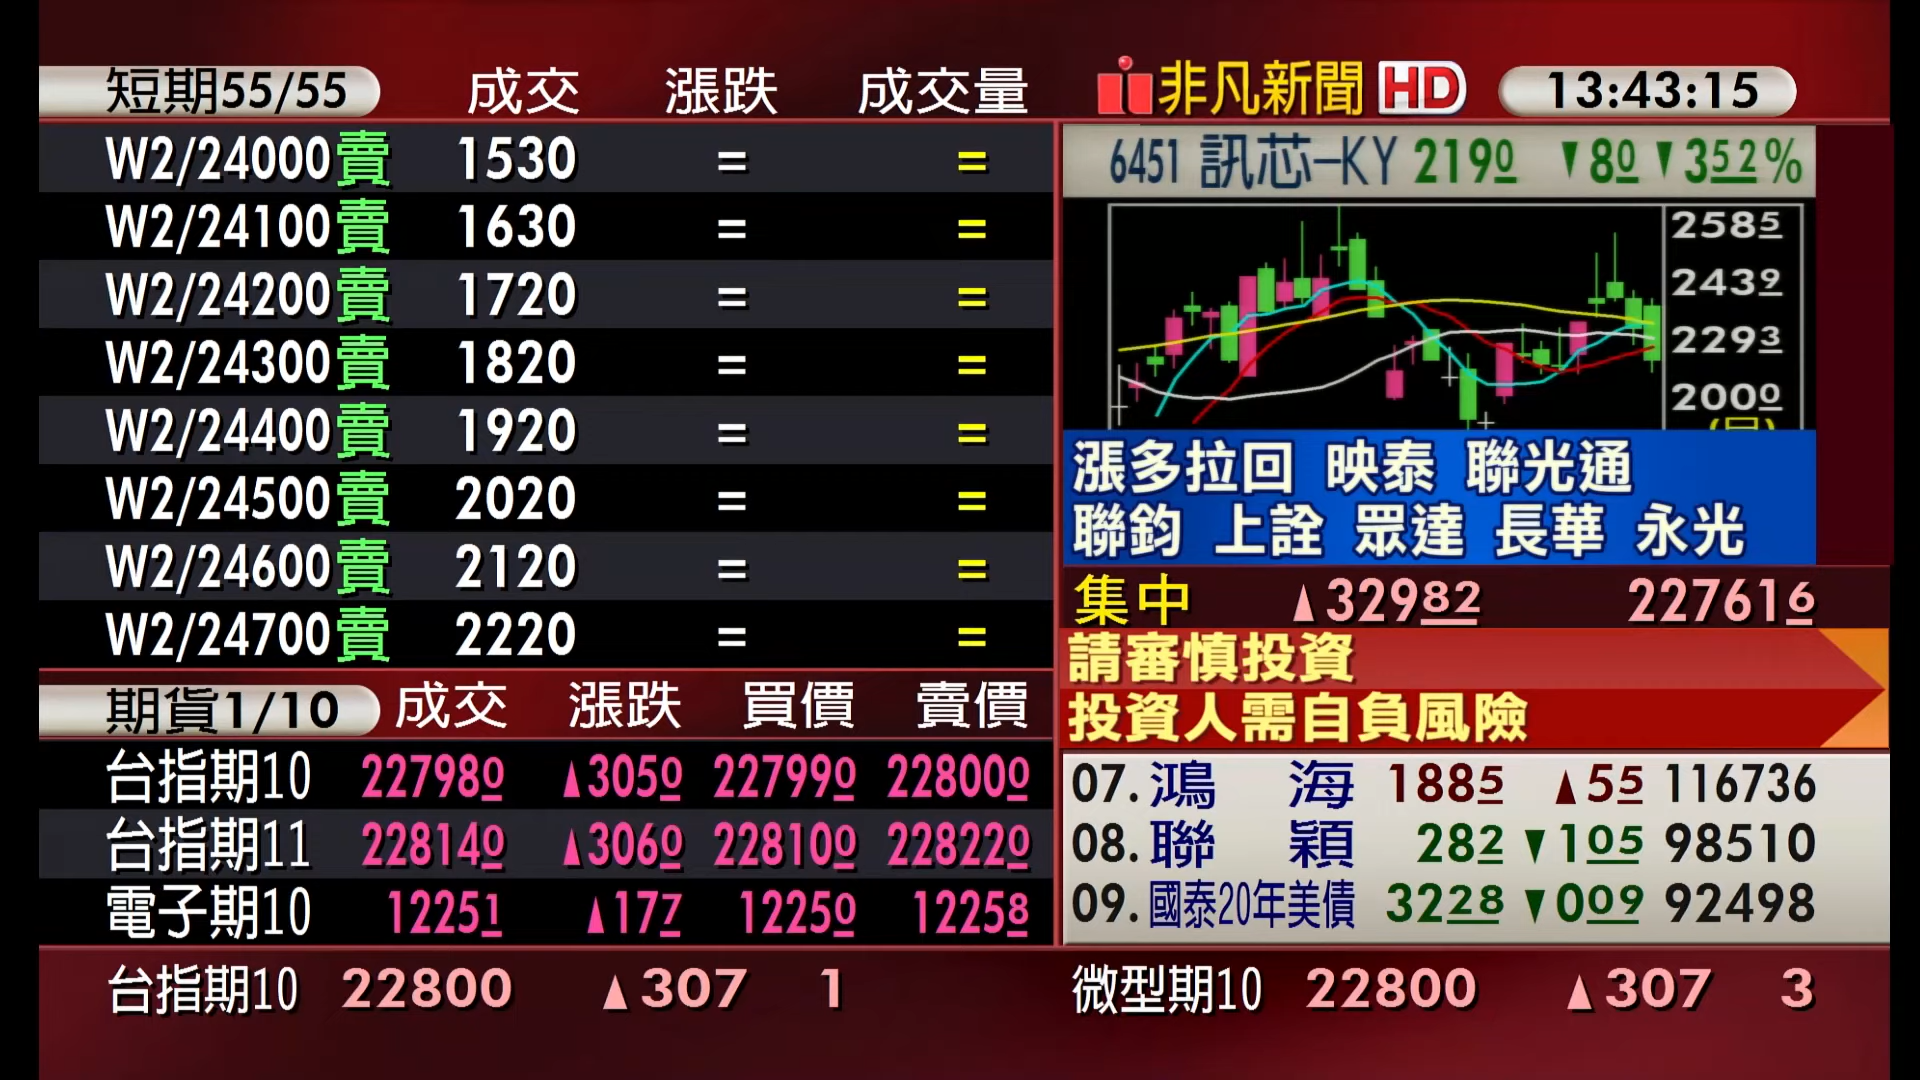 短期55/55 成交 漲跌 成交量
W2/24000賣 1530 = =
W2/24100賣 1630 = =
W2/24200賣 1720 = =
W2/24300賣 1820 = =
W2/24400賣 1920 = =
W2/24500賣 2020 = =
W2/24600賣 2120 = =
W2/24700賣 2220 = =
期貨1/10 成交 漲跌 買價 賣價
台指期10 227980 ▲3050 227990 228000
台指期11 228140 ▲3060 228100 228220
電子期10 12251 ▲177 12250 12258
台指期10 22800 ▲307 1
非凡新聞 HD 13:43:15
6451 訊芯-KY 2190 ▼80 ▼352%
2585
2439
2293
2000
漲多拉回 映泰 聯光通
聯鈞 上詮 眾達 長華 永光
集中 ▲32982 227616
請審慎投資
投資人需自負風險
07.鴻 海 1885 ▲55 116736
08.聯 穎 282 ▼105 98510
09.國泰20年美債 3228 ▼009 92498
微型期10 22800 ▲307 3